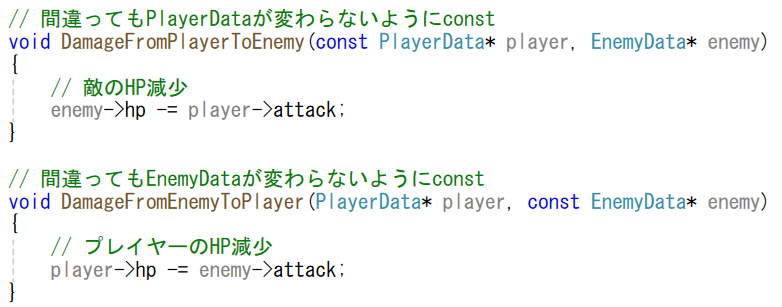 // 間違ってもPlayerDataが変わらないようにconst
void DamageFromPlayerToEnemy(const PlayerData* player, EnemyData* enemy)
{
    // 敵のHP減少
    enemy->hp -= player->attack;
}

// 間違ってもEnemyDataが変わらないようにconst
void DamageFromEnemyToPlayer(PlayerData* player, const EnemyData* enemy)
{
    // プレイヤーのHP減少
    player->hp -= enemy->attack;
}